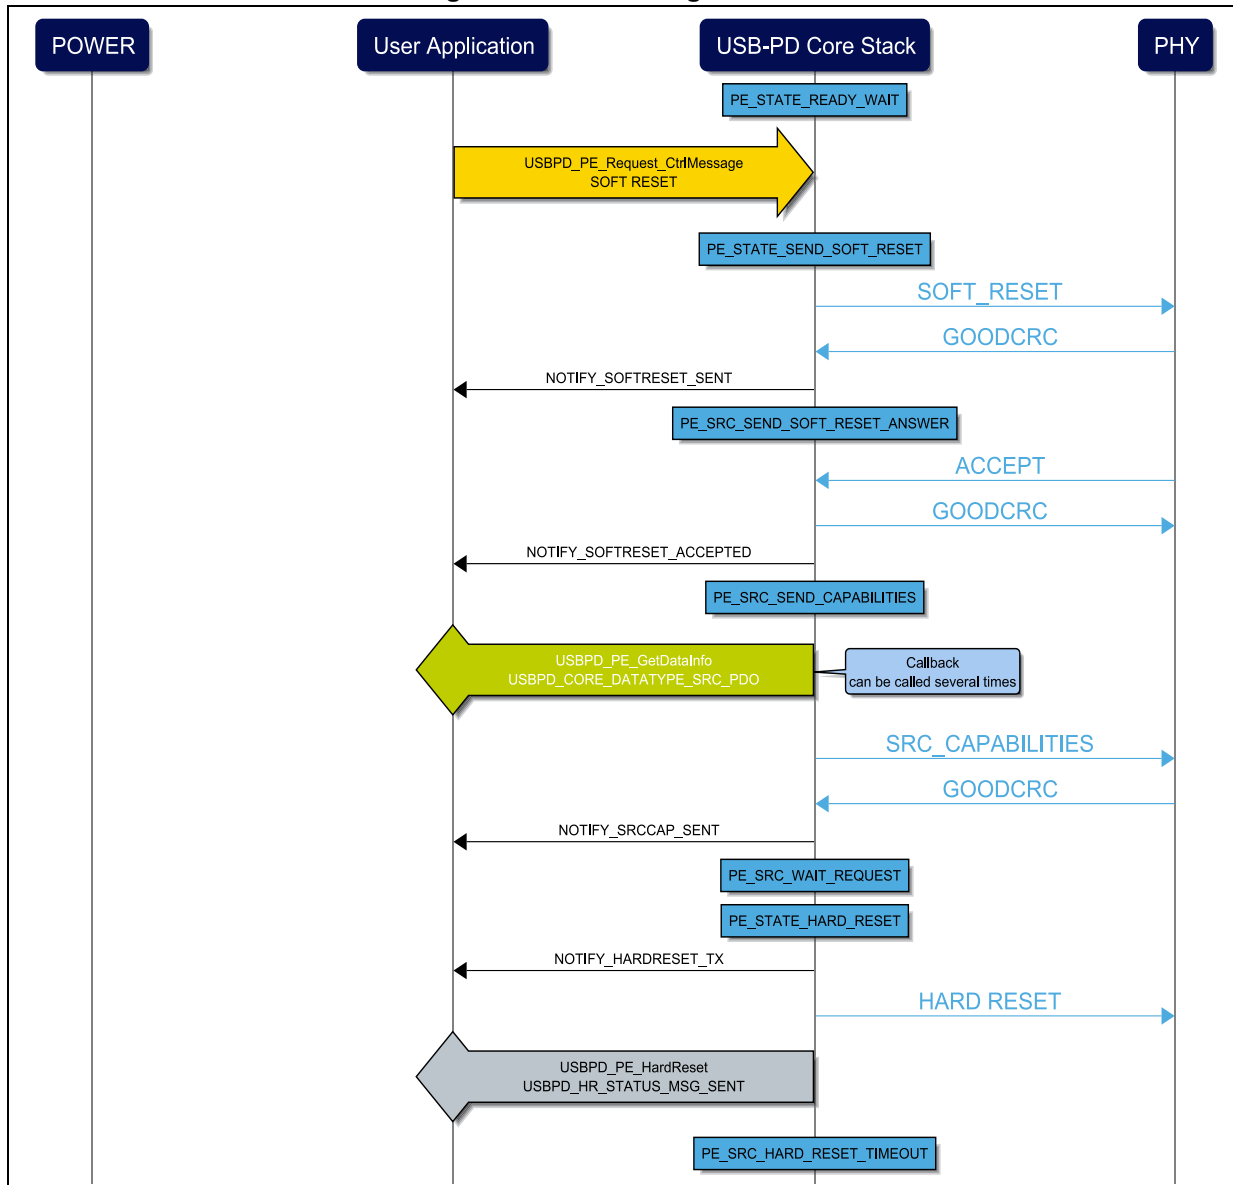 POWER
User Application
USB-PD Core Stack
PHY
PE_STATE_READY_WAIT
USBPD_PE_Request_CtrlMessage
SOFT RESET
PE_STATE_SEND_SOFT_RESET
SOFT_RESET
GOODCRC
NOTIFY_SOFTRESET_SENT
PE_SRC_SEND_SOFT_RESET_ANSWER
ACCEPT
GOODCRC
NOTIFY_SOFTRESET_ACCEPTED
PE_SRC_SEND_CAPABILITIES
USBPD_PE_GetDataInfo
USBPD_CORE_DATATYPE_SRC_PDO
Callback
can be called several times
SRC_CAPABILITIES
GOODCRC
NOTIFY_SRCCAP_SENT
PE_SRC_WAIT_REQUEST
PE_STATE_HARD_RESET
NOTIFY_HARDRESET_TX
HARD RESET
USBPD_PE_HardReset
USBPD_HR_STATUS_MSG_SENT
PE_SRC_HARD_RESET_TIMEOUT